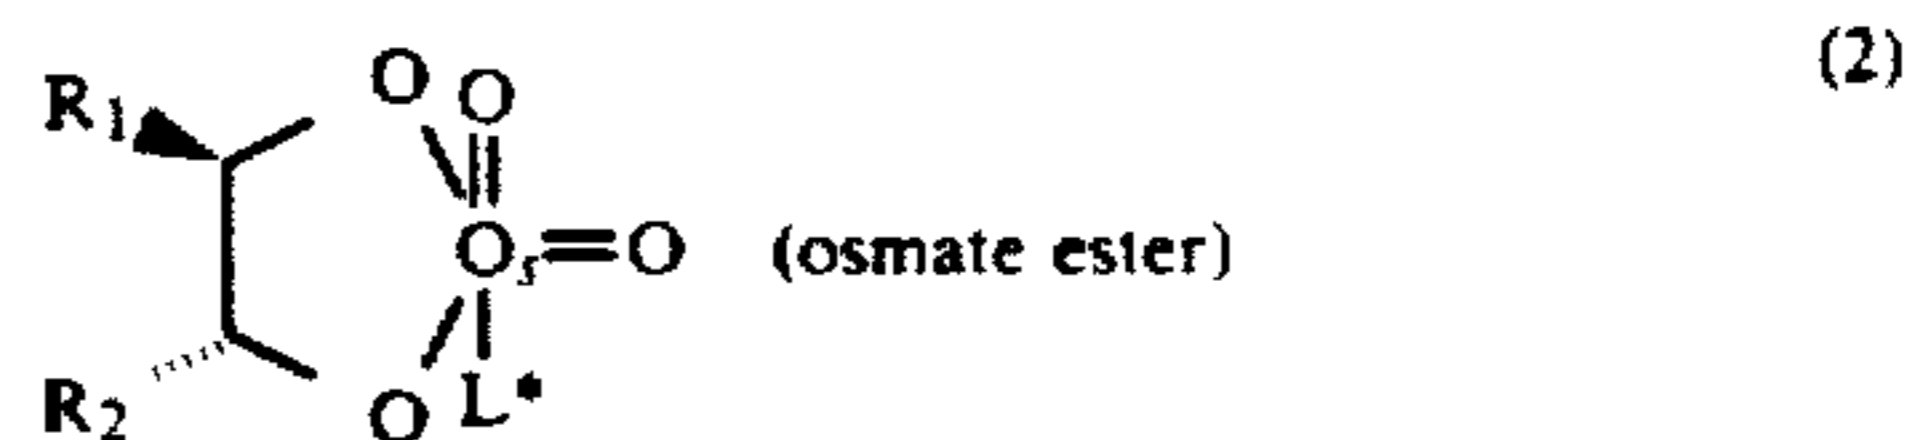 (2)
R1 O O
Os=O (osmate ester)
R2 O L*